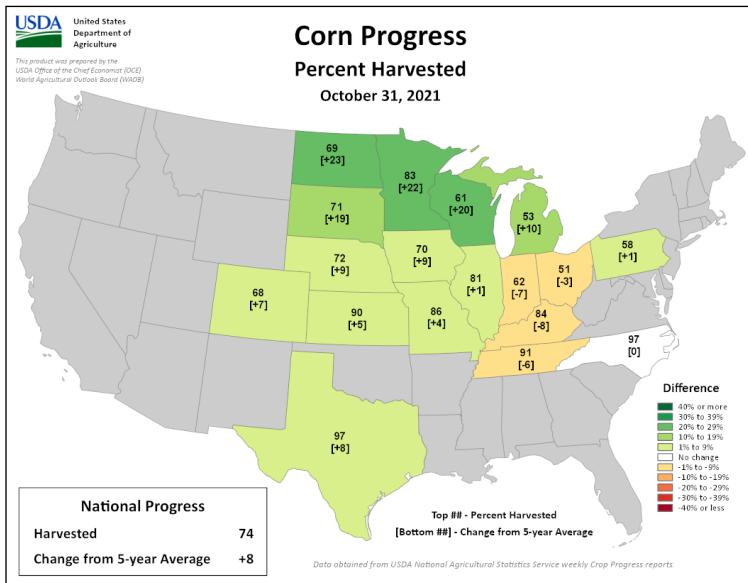 USDA
United States
Department of
Agriculture
This product was prepared by the
USDA Office of the Chief Economist (OCE)
World Agricultural Outlook Board (WAOB)
Corn Progress
Percent Harvested
October 31, 2021
69
[+23]
83
[+22]
61
[+20]
53
[+10]
71
[+19]
72
[+9]
70
[+9]
58
[+1]
68
[+7]
90
[+5]
86
[+4]
81
[+1]
62
[-7]
51
[-3]
84
[-8]
91
[-6]
97
[0]
97
[+8]
Difference
40% or more
30% to 39%
20% to 29%
10% to 19%
1% to 9%
No change
-1% to -9%
-10% to -19%
-20% to -29%
-30% to -39%
-40% or less
National Progress
Harvested 74
Change from 5-year Average +8
Top ## - Percent Harvested
[Bottom ##] - Change from 5-year Average
Data obtained from USDA National Agricultural Statistics Service weekly Crop Progress reports.